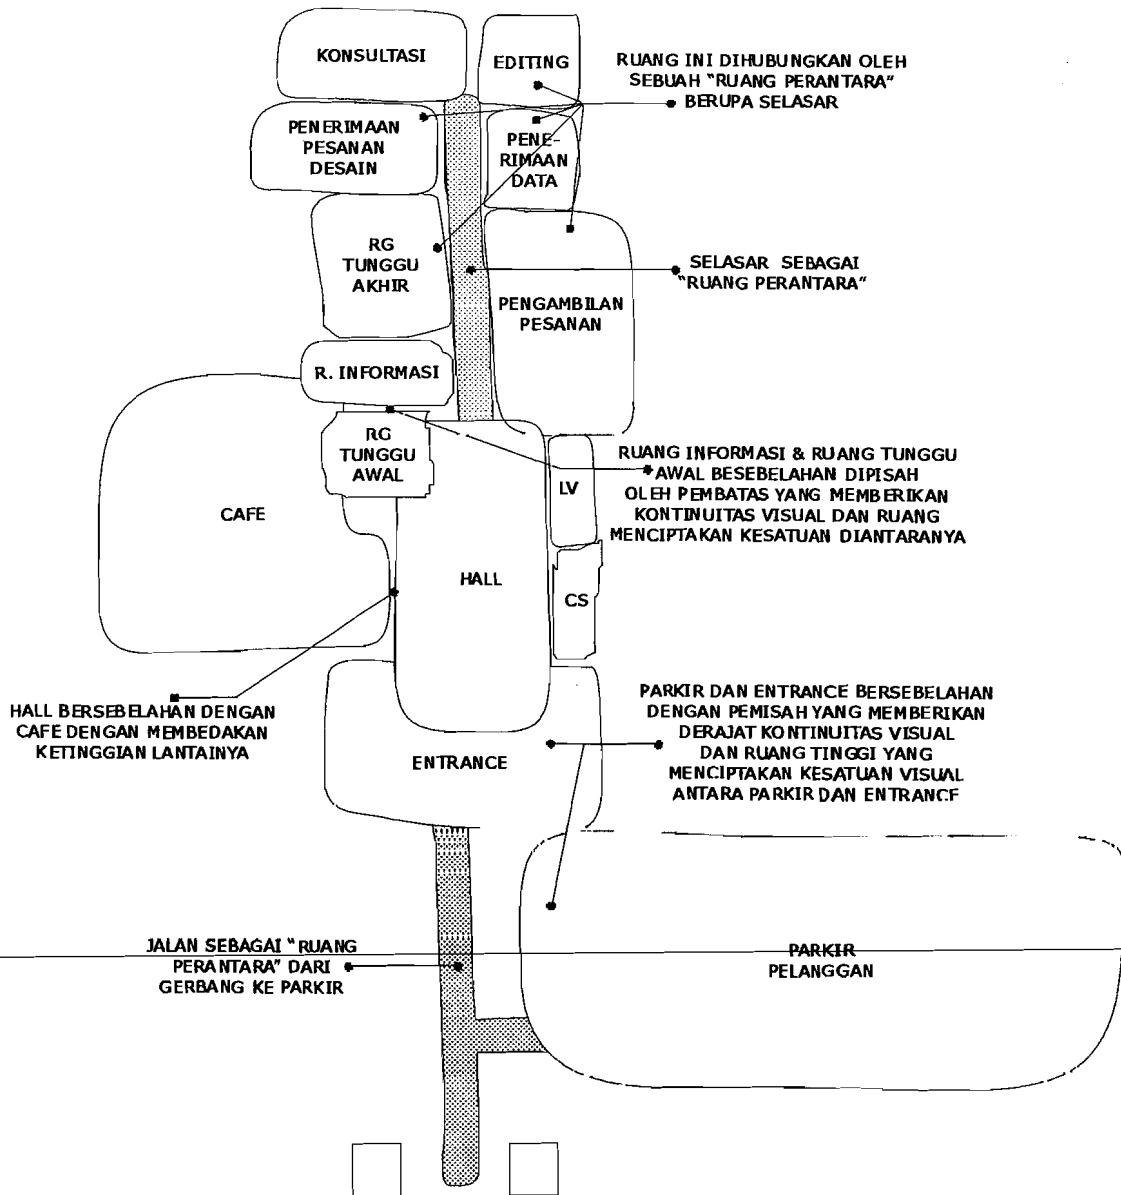 KONSULTASI
EDITING
RUANG INI DIHUBUNGKAN OLEH
SEBUAH "RUANG PERANTARA"
BERUPA SELASAR
PENERIMAAN
PESANAN
DESAIN
PENE-
RIMAAN
DATA
RG
TUNGGU
AKHIR
SELASAR SEBAGAI
"RUANG PERANTARA"
PENGAMBILAN
PESANAN
R. INFORMASI
RG
TUNGGU
AWAL
RUANG INFORMASI & RUANG TUNGGU
AWAL BESEBELAHAN DIPISAH
OLEH PEMBATAS YANG MEMBERIKAN
KONTINUITAS VISUAL DAN RUANG
MENCIPTAKAN KESATUAN DIANTARANYA
LV
CAFE
HALL
CS
HALL BERSEBELAHAN DENGAN
CAFE DENGAN MEMBEDAKAN
KETINGGIAN LANTAINYA
PARKIR DAN ENTRANCE BERSEBELAHAN
DENGAN PEMISAH YANG MEMBERIKAN
DERAJAT KONTINUITAS VISUAL
DAN RUANG TINGGI YANG
MENCIPTAKAN KESATUAN VISUAL
ANTARA PARKIR DAN ENTRANCE
ENTRANCE
JALAN SEBAGAI "RUANG
PERANTARA" DARI
GERBANG KE PARKIR
PARKIR
PELANGGAN